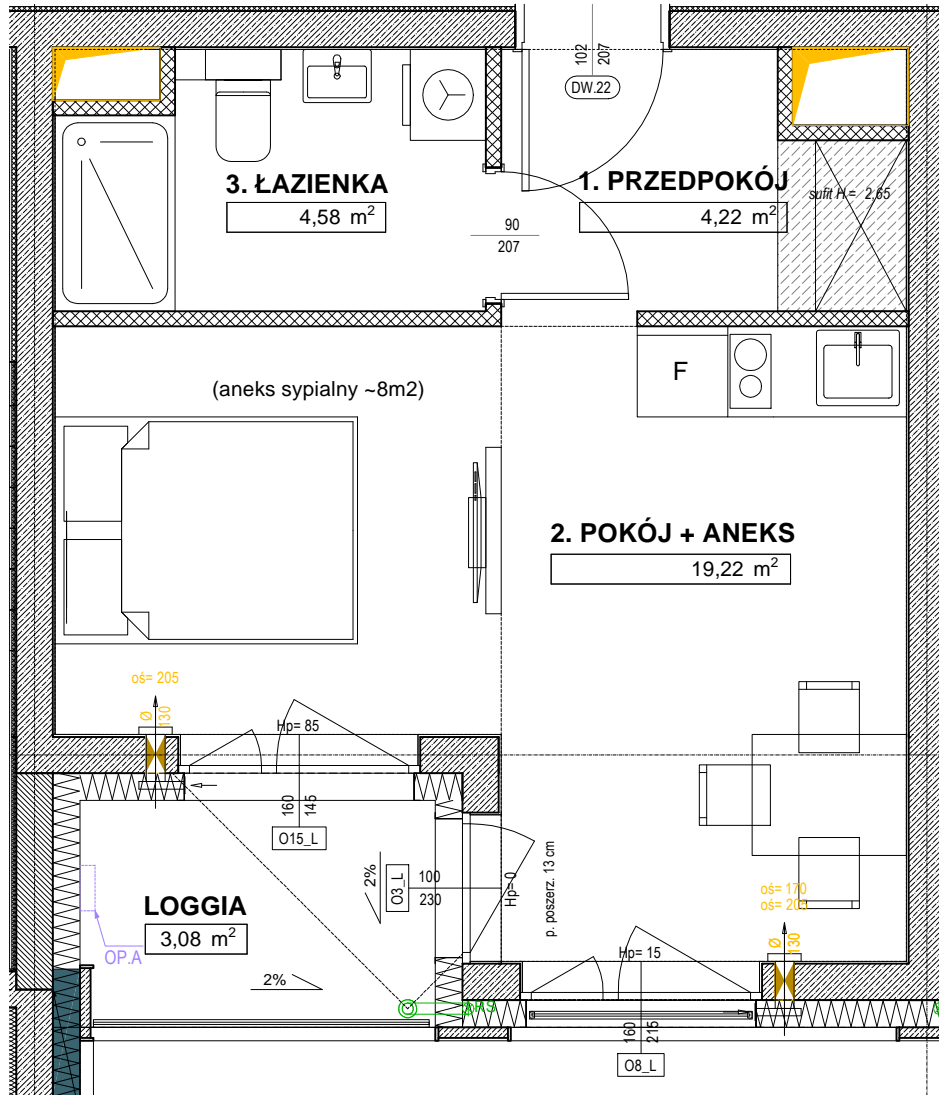 102
207
DW.22
3. ŁAZIENKA
4,58 m²
1. PRZEDPOKÓJ
4,22 m²
sufit H= 2,65
90
207
(aneks sypialny ~8m2)
F
2. POKÓJ + ANEKS
19,22 m²
oś= 205
Ø 130
Hp= 85
160
145
O15_L
LOGGIA
3,08 m²
OP.A
2%
2%
O3_L
100
230
Hp=0
p. poszerz. 13 cm
oś= 170
oś= 205
Ø 130
Hp= 15
160
215
O8_L